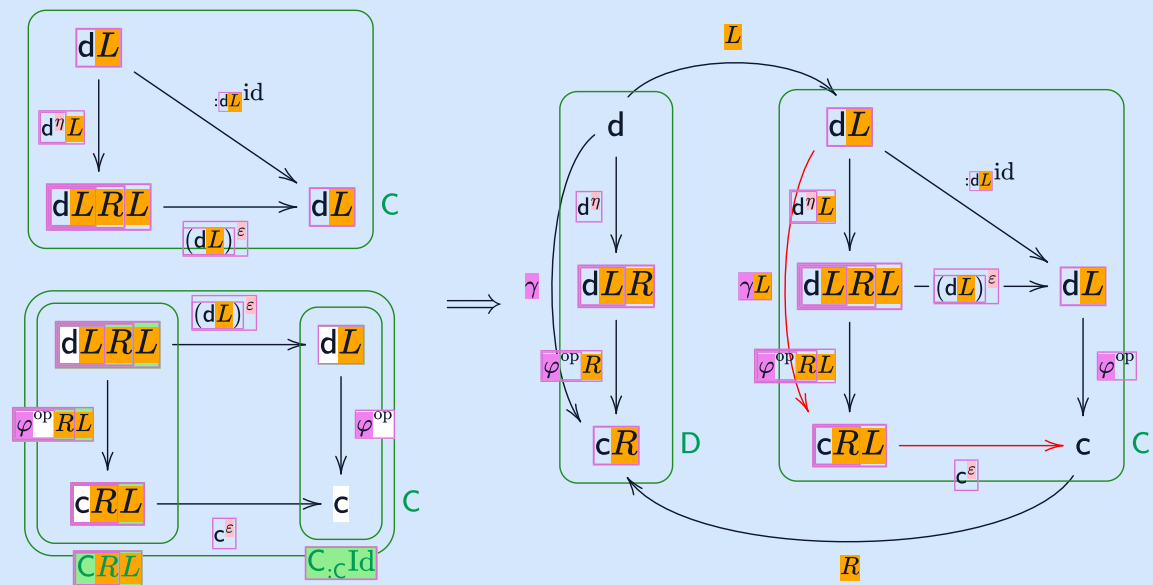 dL
:dL id
d^η L
dLRL
dL
C
(dL)^ε
(dL)^ε
dLRL
dL
φ^op RL
φ^op
cRL
c
C
c^ε
CRL
C:C Id
⟹
L
d
dL
:dL id
d^η
d^η L
γ
dLR
γL
dLRL
(dL)^ε
dL
φ^op R
φ^op RL
φ^op
cR
D
cRL
c
C
c^ε
R